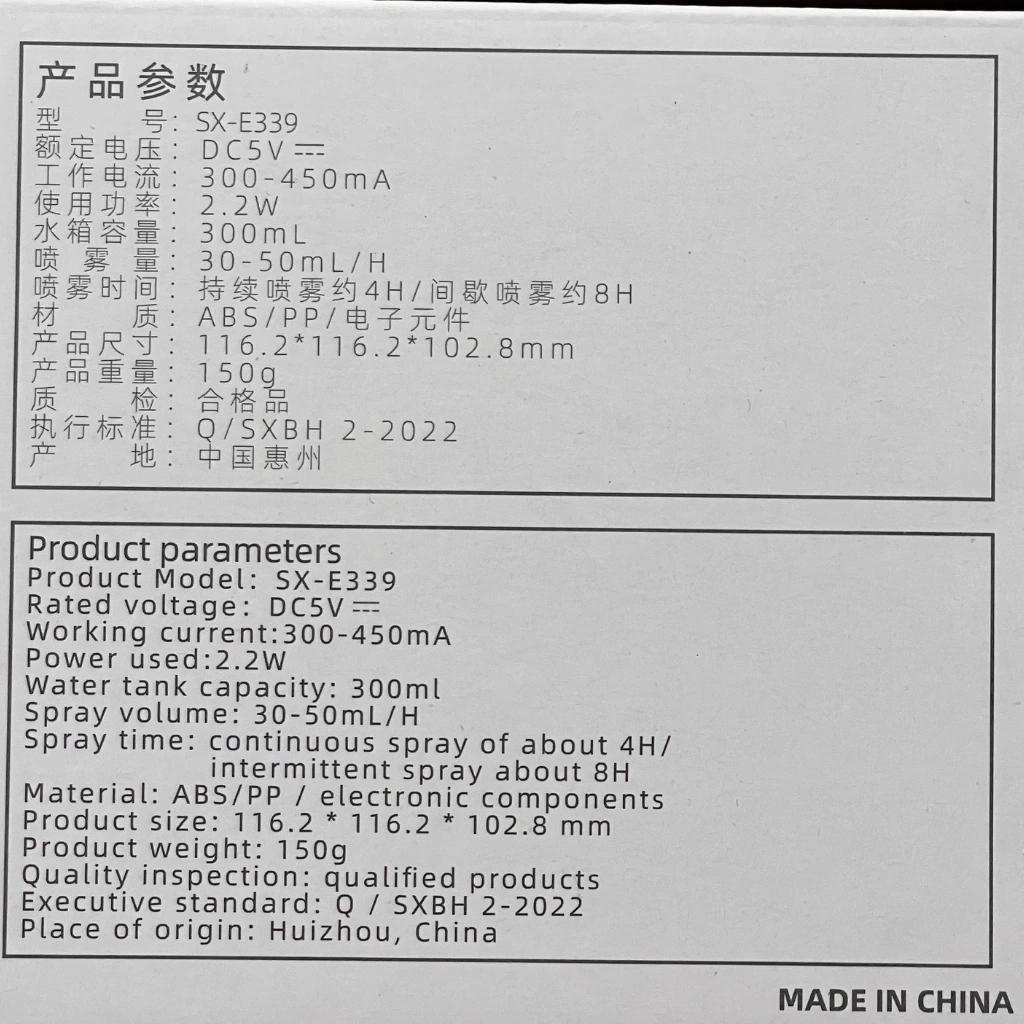 产品参数
型 号：SX-E339
额定电压：DC5V⎓
工作电流：300-450mA
使用功率：2.2W
水箱容量：300mL
喷 雾 量：30-50mL/H
喷雾时间：持续喷雾约4H/间歇喷雾约8H
材 质：ABS/PP/电子元件
产品尺寸：116.2*116.2*102.8mm
产品重量：150g
质 检：合格品
执行标准：Q/SXBH 2-2022
产 地：中国惠州
Product parameters
Product Model: SX-E339
Rated voltage: DC5V⎓
Working current:300-450mA
Power used:2.2W
Water tank capacity: 300ml
Spray volume: 30-50mL/H
Spray time: continuous spray of about 4H/
intermittent spray about 8H
Material: ABS/PP / electronic components
Product size: 116.2 * 116.2 * 102.8 mm
Product weight: 150g
Quality inspection: qualified products
Executive standard: Q / SXBH 2-2022
Place of origin: Huizhou, China
MADE IN CHINA